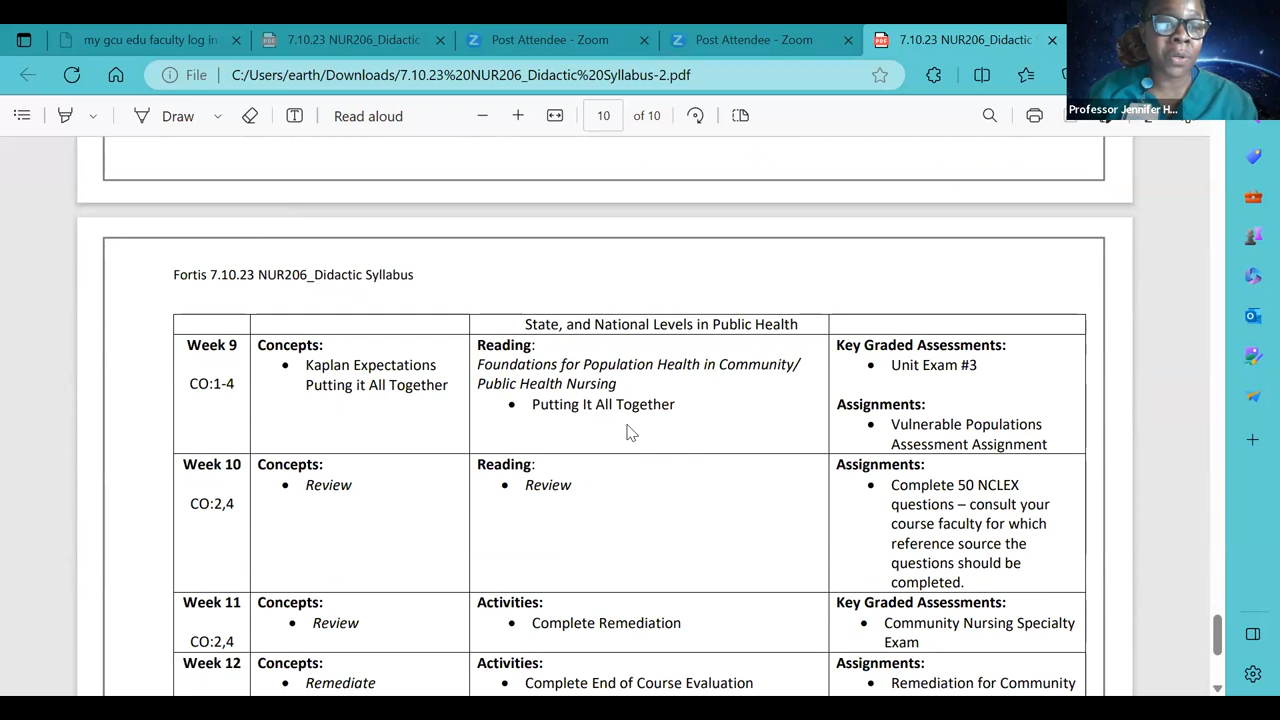 my gcu edu faculty log in
7.10.23 NUR206_Didactic
Post Attendee - Zoom
Post Attendee - Zoom
7.10.23 NUR206_Didactic
File
C:/Users/earth/Downloads/7.10.23%20NUR206_Didactic%20Syllabus-2.pdf
Draw
Read aloud
10
of 10
Professor Jennifer H...
Fortis 7.10.23 NUR206_Didactic Syllabus
State, and National Levels in Public Health
Week 9
CO:1-4
Concepts:
• Kaplan Expectations
Putting it All Together
Reading:
Foundations for Population Health in Community/
Public Health Nursing
• Putting It All Together
Key Graded Assessments:
• Unit Exam #3
Assignments:
• Vulnerable Populations
Assessment Assignment
Week 10
CO:2,4
Concepts:
• Review
Reading:
• Review
Assignments:
• Complete 50 NCLEX
questions – consult your
course faculty for which
reference source the
questions should be
completed.
Week 11
CO:2,4
Concepts:
• Review
Activities:
• Complete Remediation
Key Graded Assessments:
• Community Nursing Specialty
Exam
Week 12
Concepts:
• Remediate
Activities:
• Complete End of Course Evaluation
Assignments:
• Remediation for Community